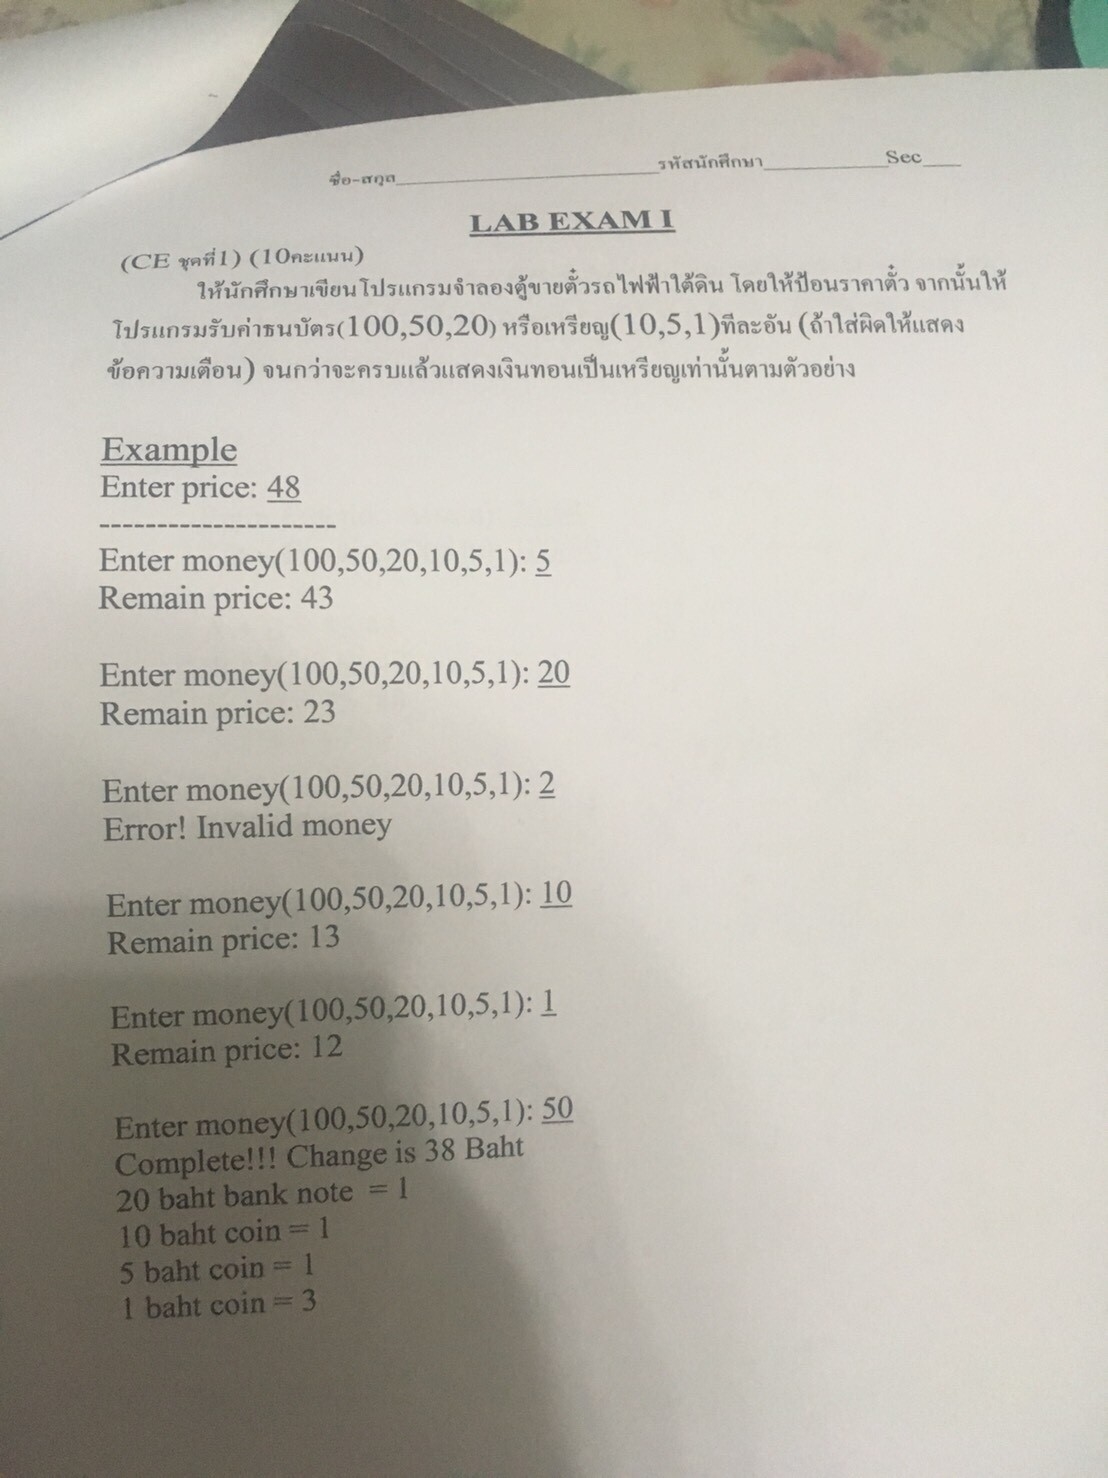 ชื่อ-สกุล____________________รหัสนักศึกษา__________Sec___
LAB EXAM I
(CE ชุดที่1) (10คะแนน)
ให้นักศึกษาเขียนโปรแกรมจำลองตู้ขายตั๋วรถไฟฟ้าใต้ดิน โดยให้ป้อนราคาตั๋ว จากนั้นให้
โปรแกรมรับค่าธนบัตร(100,50,20) หรือเหรียญ(10,5,1)ทีละอัน (ถ้าใส่ผิดให้แสดง
ข้อความเตือน) จนกว่าจะครบแล้วแสดงเงินทอนเป็นเหรียญเท่านั้นตามตัวอย่าง
Example
Enter price: 48
---------------------
Enter money(100,50,20,10,5,1): 5
Remain price: 43
Enter money(100,50,20,10,5,1): 20
Remain price: 23
Enter money(100,50,20,10,5,1): 2
Error! Invalid money
Enter money(100,50,20,10,5,1): 10
Remain price: 13
Enter money(100,50,20,10,5,1): 1
Remain price: 12
Enter money(100,50,20,10,5,1): 50
Complete!!! Change is 38 Baht
20 baht bank note = 1
10 baht coin = 1
5 baht coin = 1
1 baht coin = 3